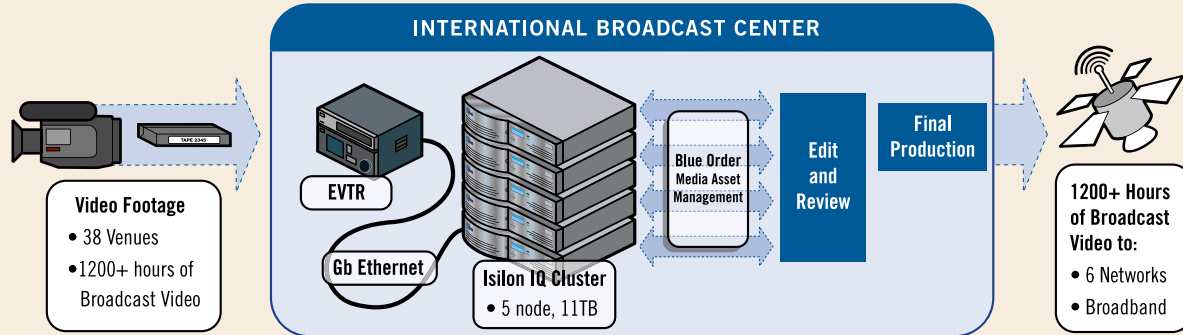 INTERNATIONAL BROADCAST CENTER
TAPE 2345
Video Footage
• 38 Venues
• 1200+ hours of
Broadcast Video
EVTR
Gb Ethernet
Isilon IQ Cluster
• 5 node, 11TB
Blue Order
Media Asset
Management
Edit
and
Review
Final
Production
1200+ Hours
of Broadcast
Video to:
• 6 Networks
• Broadband